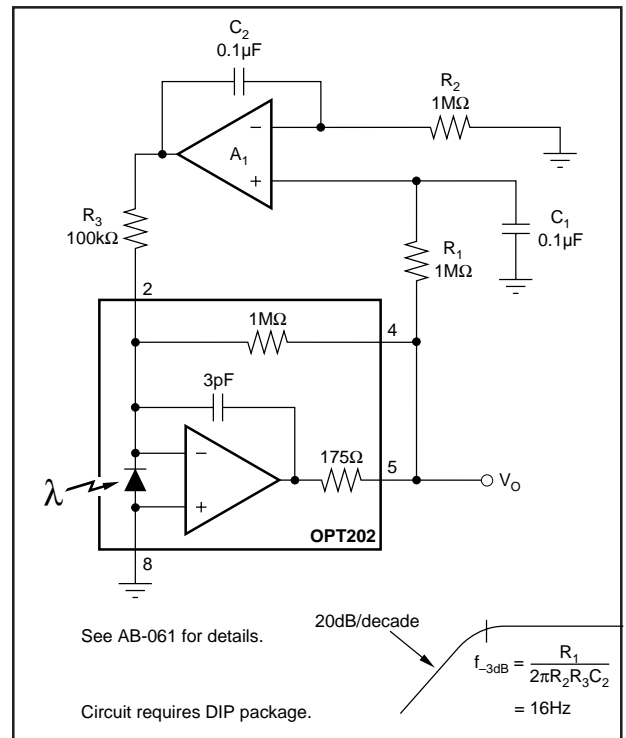 C2
0.1µF
R2
1MΩ
–
A1
+
R3
100kΩ
C1
0.1µF
R1
1MΩ
2
1MΩ
4
3pF
–
175Ω
5
VO
λ
+
OPT202
8
See AB-061 for details.
20dB/decade
f–3dB = R1 / 2πR2R3C2
= 16Hz
Circuit requires DIP package.